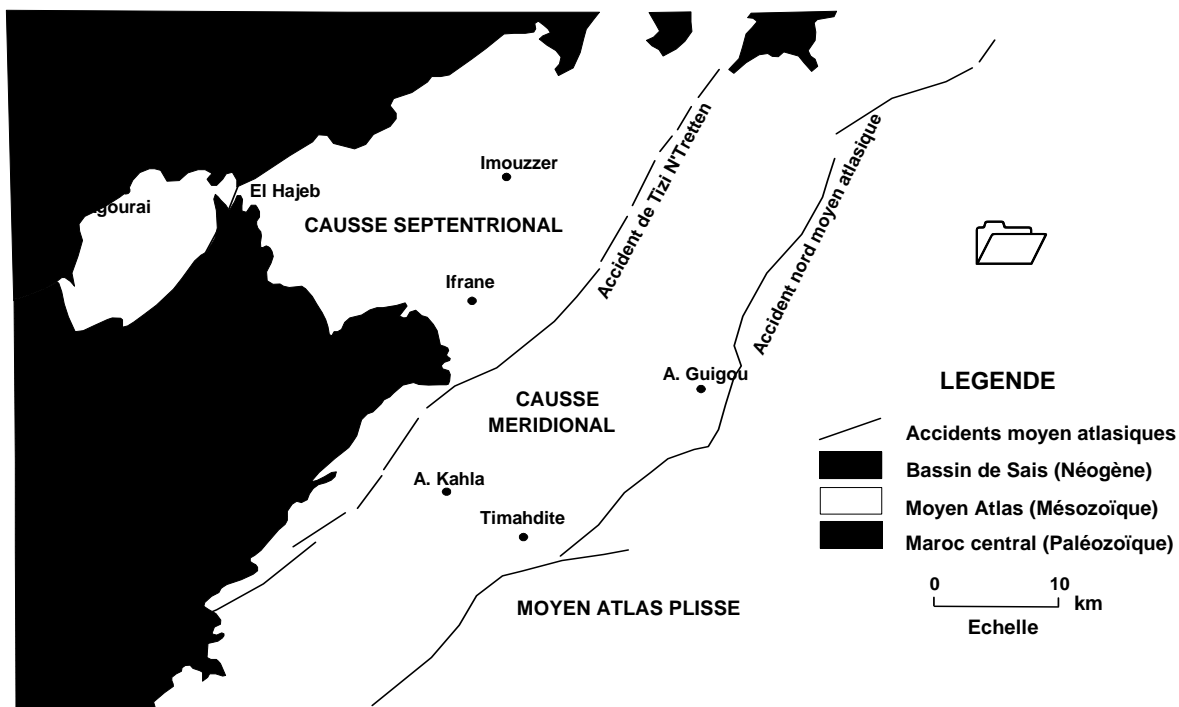 Imouzzer
El Hajeb
CAUSSE SEPTENTRIONAL
Accident de Tizi N'Tretten
Accident nord moyen atlasique
Ifrane
A. Guigou
CAUSSE
MERIDIONAL
A. Kahla
Timahdite
MOYEN ATLAS PLISSE
LEGENDE
Accidents moyen atlasiques
Bassin de Sais (Néogène)
Moyen Atlas (Mésozoïque)
Maroc central (Paléozoïque)
0 10
km
Echelle